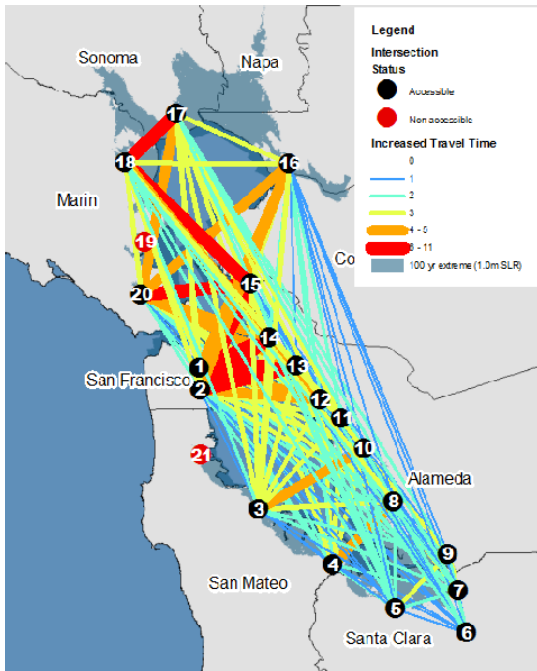 Sonoma
Napa
Legend
Intersection
Status
Accessible
Non accessible
Increased Travel Time
0
1
2
3
4 - 5
6 - 11
100 yr extreme (1.0m SLR)
17
18
16
Marin
19
Co
20
15
14
1
13
San Francisco
2
12
11
10
21
Alameda
8
3
9
4
7
San Mateo
5
6
Santa Clara